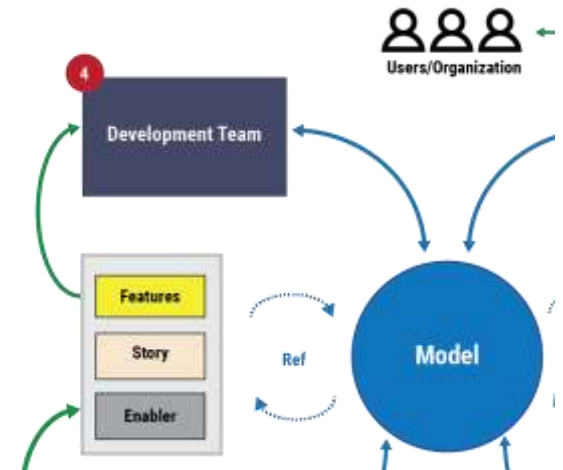 Users/Organization
4
Development Team
Features
Story
Enabler
Ref
Model